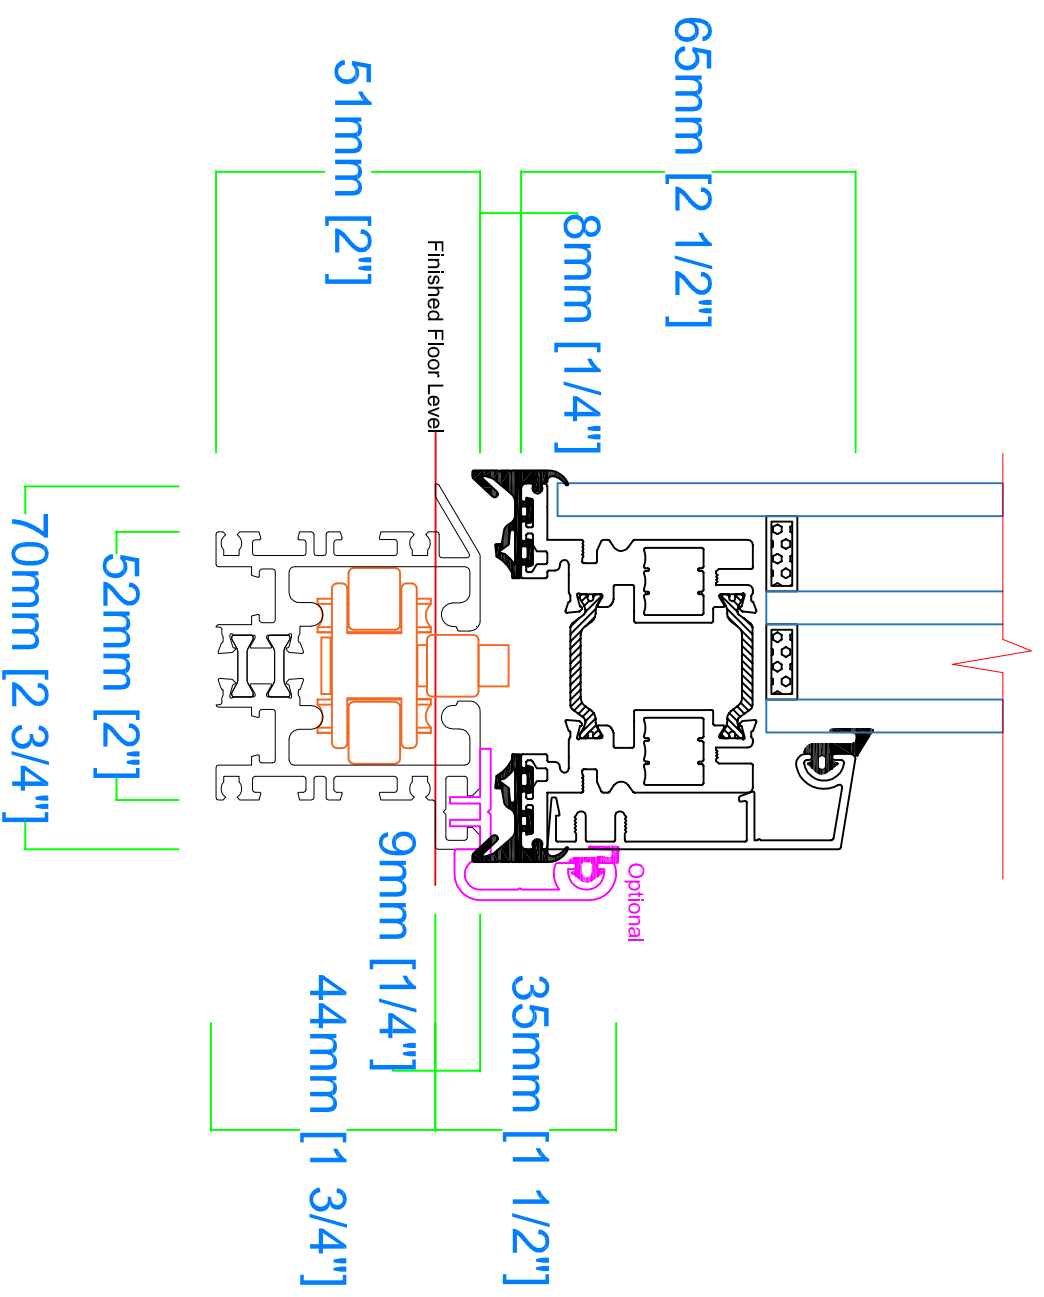 65mm [2 1/2"]
8mm [1/4"]
51mm [2"]
Finished Floor Level
Optional
35mm [1 1/2"]
9mm [1/4"]
44mm [1 3/4"]
52mm [2"]
70mm [2 3/4"]